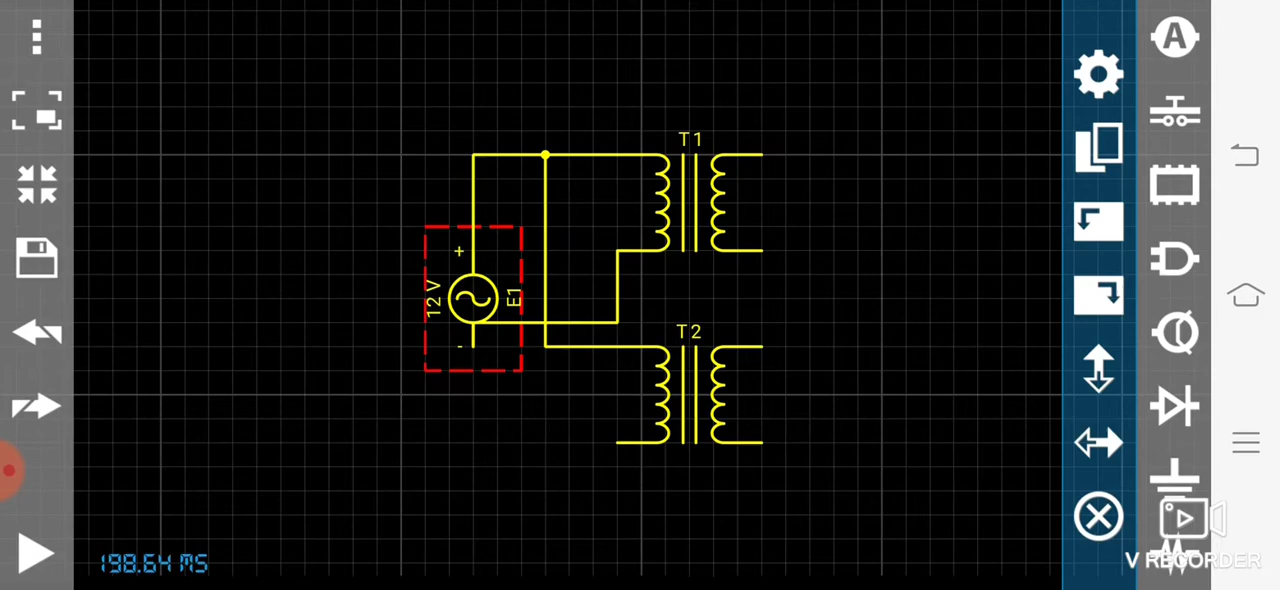 A
T1
+
12 V
E1
-
T2
198.64 MS
V RECORDER